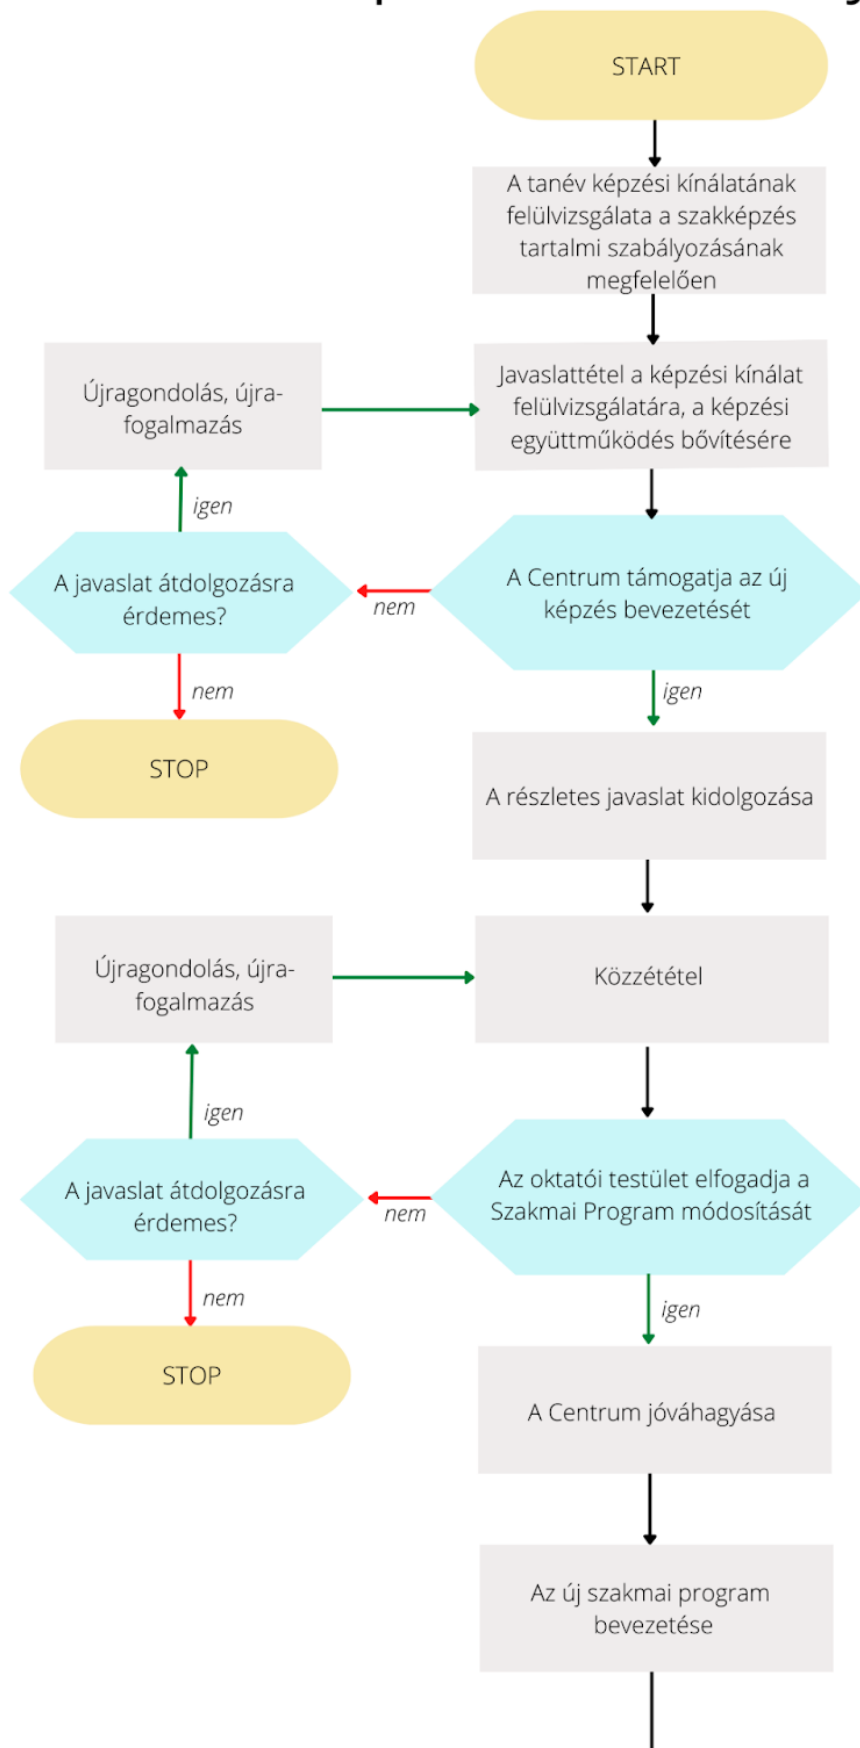 START
A tanév képzési kínálatának
felülvizsgálata a szakképzés
tartalmi szabályozásának
megfelelően
Újragondolás, újra-
fogalmazás
Javaslattétel a képzési kínálat
felülvizsgálatára, a képzési
együttműködés bővítésére
igen
A javaslat átdolgozásra
érdemes?
nem
A Centrum támogatja az új
képzés bevezetését
nem
igen
STOP
A részletes javaslat kidolgozása
Újragondolás, újra-
fogalmazás
Közzététel
igen
A javaslat átdolgozásra
érdemes?
nem
Az oktatói testület elfogadja a
Szakmai Program módosítását
nem
igen
STOP
A Centrum jóváhagyása
Az új szakmai program
bevezetése